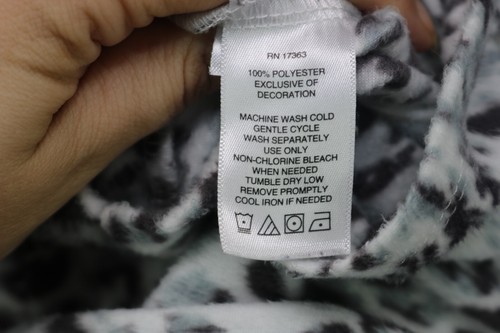 RN 17363
100% POLYESTER
EXCLUSIVE OF
DECORATION
MACHINE WASH COLD
GENTLE CYCLE
WASH SEPARATELY
USE ONLY
NON-CHLORINE BLEACH
WHEN NEEDED
TUMBLE DRY LOW
REMOVE PROMPTLY
COOL IRON IF NEEDED